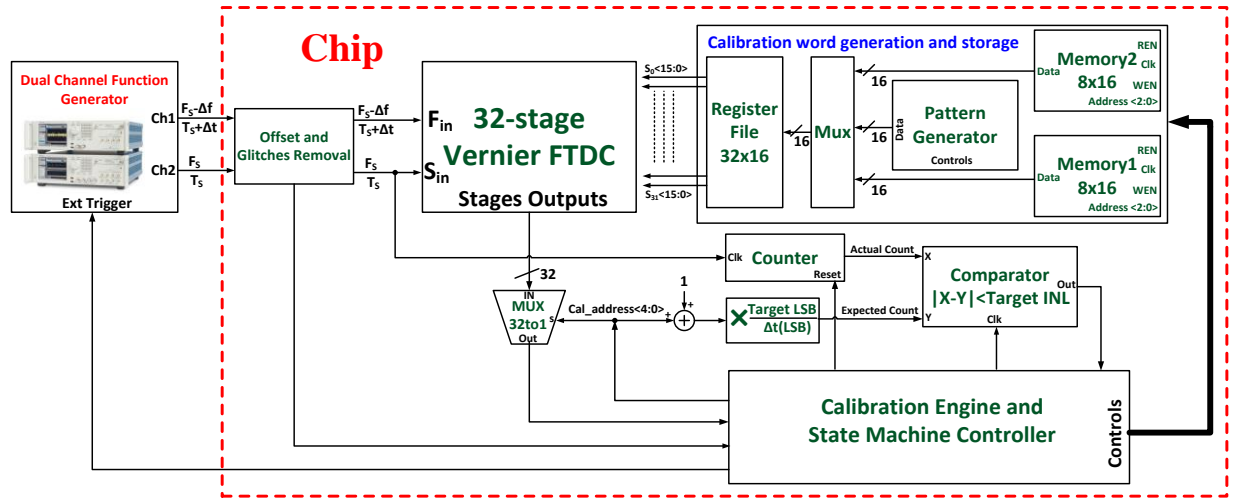 Chip
Dual Channel Function
Generator
Ch1
Ch2
Ext Trigger
FS-Δf
TS+Δt
FS
TS
Offset and
Glitches Removal
FS-Δf
TS+Δt
FS
TS
32-stage
Vernier FTDC
Fin
Sin
Stages Outputs
Calibration word generation and storage
S0<15:0>
S31<15:0>
Register
File
32x16
16
Mux
16
16
16
Data
Pattern
Generator
Controls
Data
Memory2
8x16
REN
Clk
WEN
Address <2:0>
Data
Memory1
8x16
REN
Clk
WEN
Address <2:0>
32
IN
MUX
32to1
S
Out
Cal_address<4:0>
1
+
+
+
× Target LSB
Δt(LSB)
Clk
Counter
Reset
Actual Count
Expected Count
X
Y
Comparator
|X-Y|<Target INL
Out
Clk
Calibration Engine and
State Machine Controller
Controls